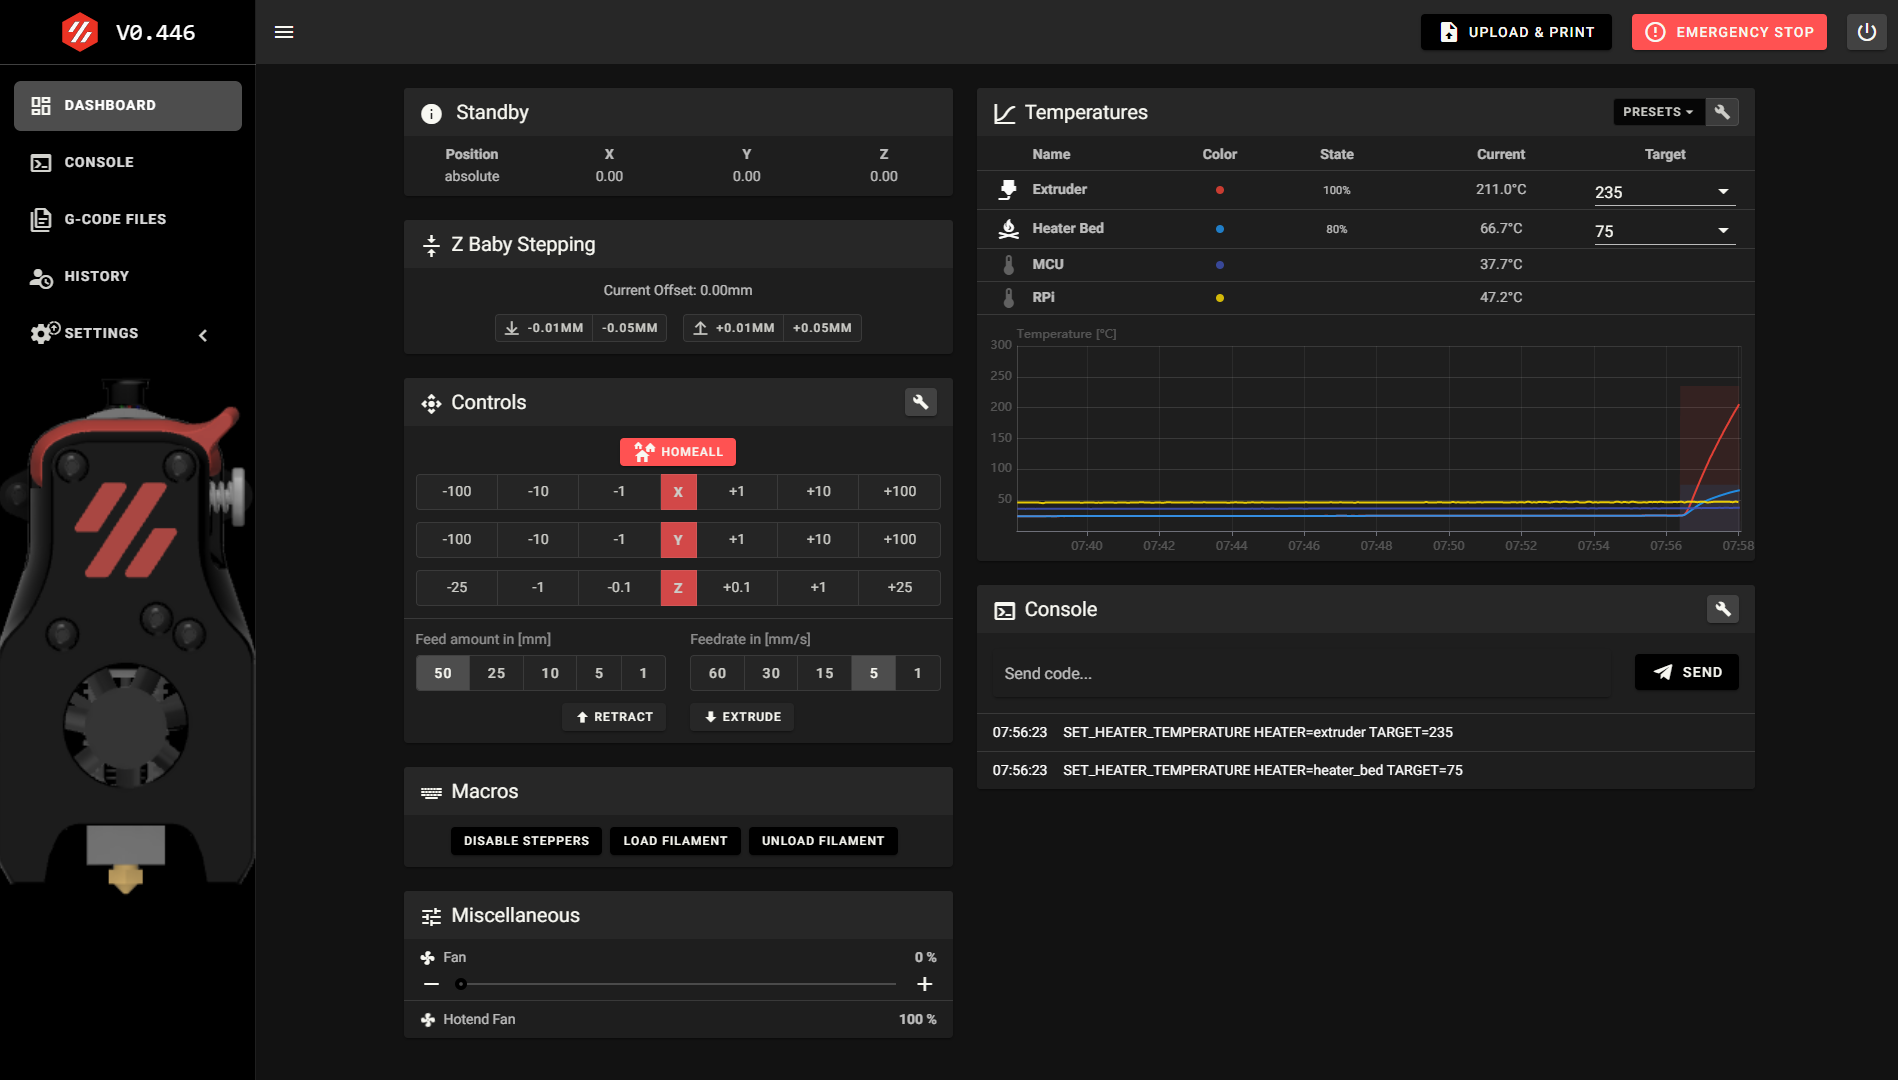 V0.446
UPLOAD & PRINT
EMERGENCY STOP
DASHBOARD
CONSOLE
G-CODE FILES
HISTORY
SETTINGS
Standby
Position X Y Z
absolute 0.00 0.00 0.00
Z Baby Stepping
Current Offset: 0.00mm
-0.01MM -0.05MM +0.01MM +0.05MM
Controls
HOMEALL
-100 -10 -1 X +1 +10 +100
-100 -10 -1 Y +1 +10 +100
-25 -1 -0.1 Z +0.1 +1 +25
Feed amount in [mm] Feedrate in [mm/s]
50 25 10 5 1 60 30 15 5 1
RETRACT EXTRUDE
Macros
DISABLE STEPPERS LOAD FILAMENT UNLOAD FILAMENT
Miscellaneous
Fan 0 %
Hotend Fan 100 %
Temperatures PRESETS
Name Color State Current Target
Extruder 100% 211.0°C 235
Heater Bed 80% 66.7°C 75
MCU 37.7°C
RPi 47.2°C
Temperature [°C]
300
250
200
150
100
50
07:40 07:42 07:44 07:46 07:48 07:50 07:52 07:54 07:56 07:58
Console
Send code... SEND
07:56:23 SET_HEATER_TEMPERATURE HEATER=extruder TARGET=235
07:56:23 SET_HEATER_TEMPERATURE HEATER=heater_bed TARGET=75